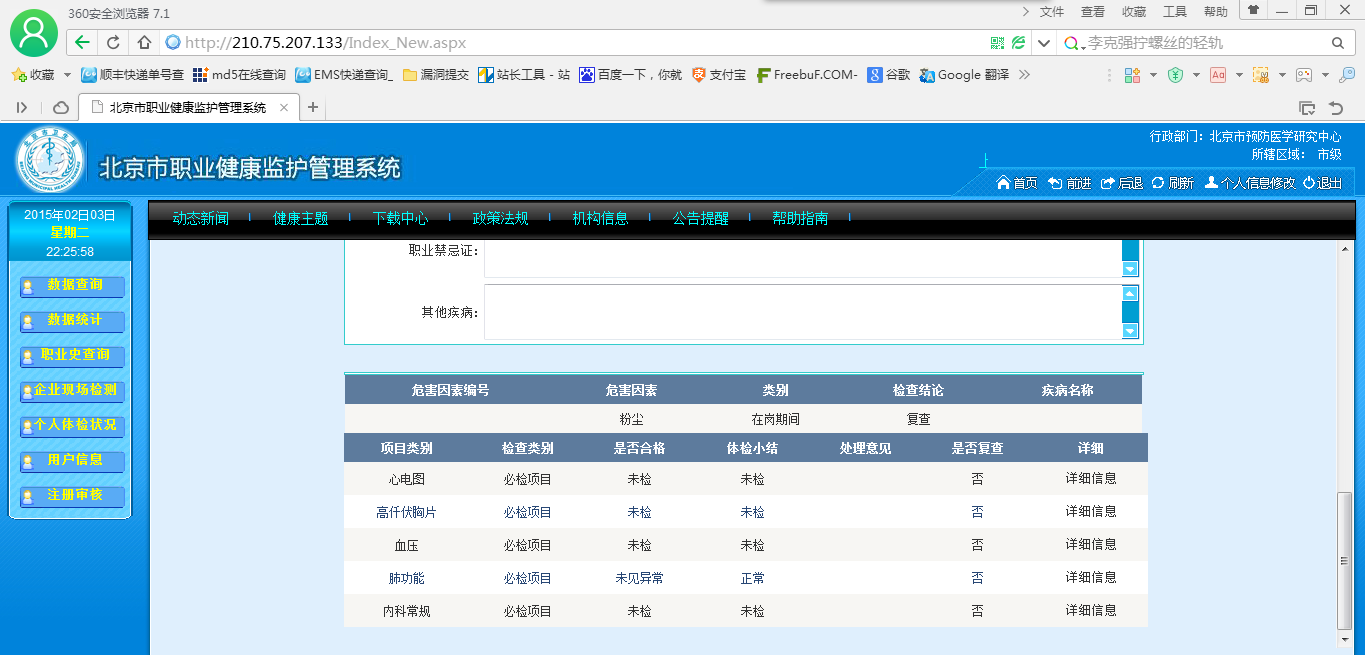 360安全浏览器 7.1
文件 查看 收藏 工具 帮助
http://210.75.207.133/Index_New.aspx
李克强拧螺丝的轻轨
收藏 顺丰快递单号查 md5在线查询 EMS快递查询_ 漏洞提交 站长工具 - 站 百度一下，你就 支付宝 FreebuF.COM- 谷歌 Google 翻译
北京市职业健康监护管理系统
北京市职业健康监护管理系统
行政部门：北京市预防医学研究中心
所辖区域： 市级
首页 前进 后退 刷新 个人信息修改 退出
2015年02月03日
星期二
22:25:58
动态新闻 健康主题 下载中心 政策法规 机构信息 公告提醒 帮助指南
数据查询
数据统计
职业史查询
企业现场检测
个人体检状况
用户信息
注册审核
职业禁忌证：
其他疾病：
危害因素编号 危害因素 类别 检查结论 疾病名称
粉尘 在岗期间 复查
项目类别 检查类别 是否合格 体检小结 处理意见 是否复查 详细
心电图 必检项目 未检 未检 否 详细信息
高仟伏胸片 必检项目 未检 未检 否 详细信息
血压 必检项目 未检 未检 否 详细信息
肺功能 必检项目 未见异常 正常 否 详细信息
内科常规 必检项目 未检 未检 否 详细信息